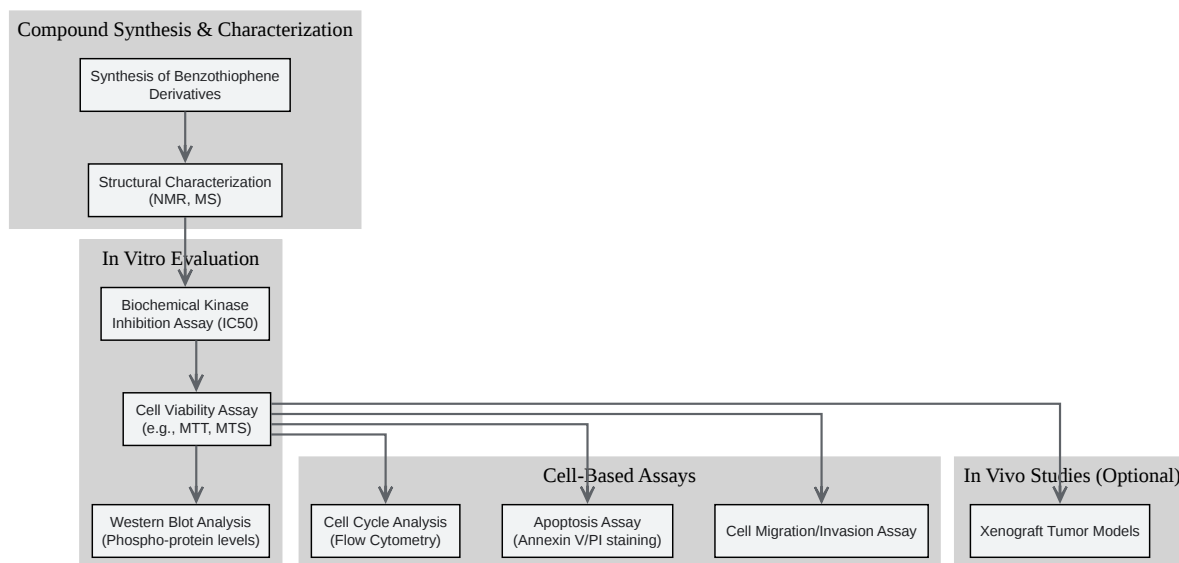 Compound Synthesis & Characterization
Synthesis of Benzothiophene
Derivatives
Structural Characterization
(NMR, MS)
In Vitro Evaluation
Biochemical Kinase
Inhibition Assay (IC50)
Cell Viability Assay
(e.g., MTT, MTS)
Western Blot Analysis
(Phospho-protein levels)
Cell-Based Assays
Cell Cycle Analysis
(Flow Cytometry)
Apoptosis Assay
(Annexin V/PI staining)
Cell Migration/Invasion Assay
In Vivo Studies (Optional)
Xenograft Tumor Models